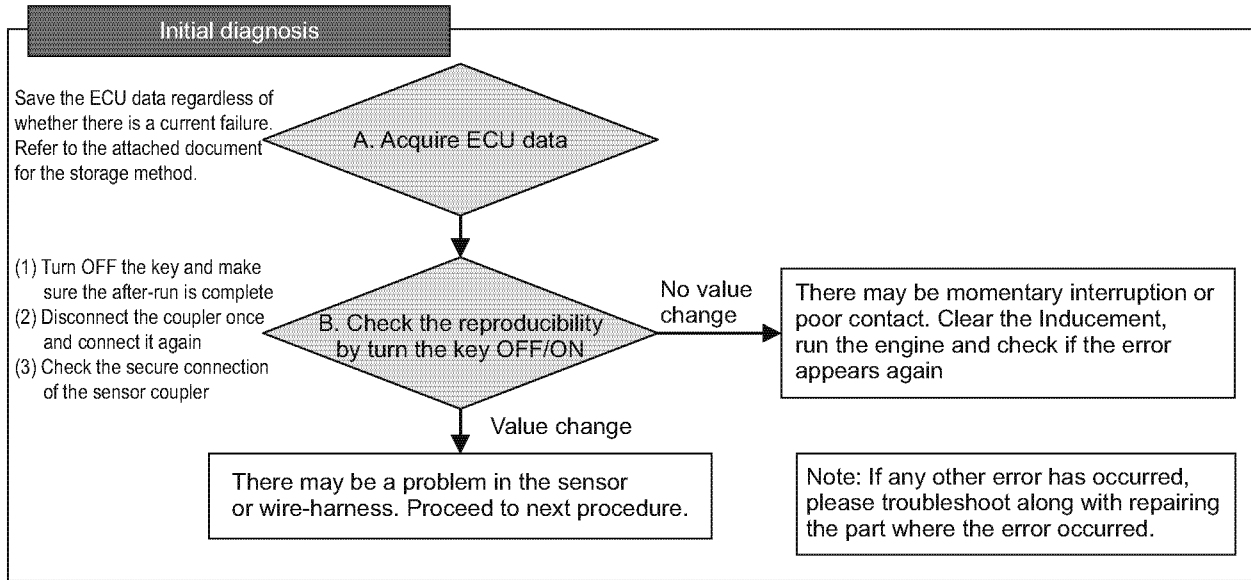 Initial diagnosis
Save the ECU data regardless of
whether there is a current failure.
Refer to the attached document
for the storage method.
A. Acquire ECU data
(1) Turn OFF the key and make
sure the after-run is complete
(2) Disconnect the coupler once
and connect it again
(3) Check the secure connection
of the sensor coupler
B. Check the reproducibility
by turn the key OFF/ON
No value
change
There may be momentary interruption or
poor contact. Clear the Inducement,
run the engine and check if the error
appears again
Value change
There may be a problem in the sensor
or wire-harness. Proceed to next procedure.
Note: If any other error has occurred,
please troubleshoot along with repairing
the part where the error occurred.